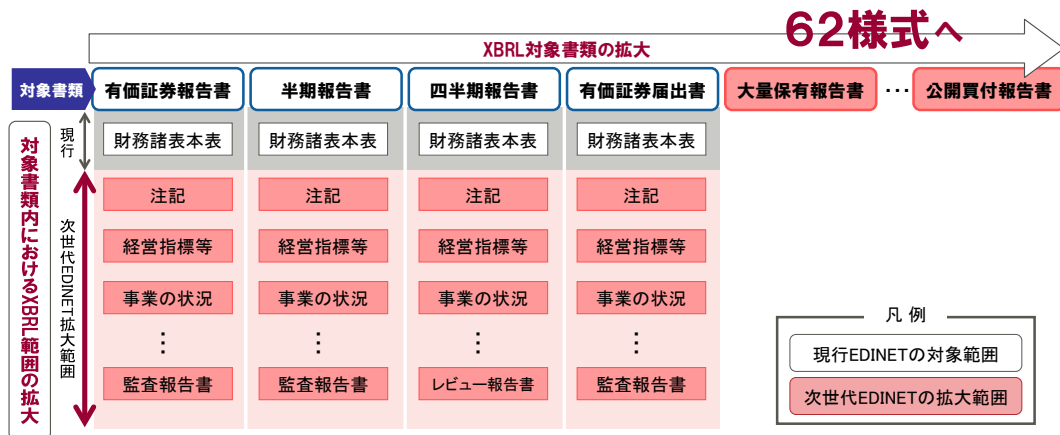 62様式へ
XBRL対象書類の拡大
対象書類
有価証券報告書
半期報告書
四半期報告書
有価証券届出書
大量保有報告書
･･･
公開買付報告書
対象書類内におけるXBRL範囲の拡大
現行
財務諸表本表
財務諸表本表
財務諸表本表
財務諸表本表
次世代EDINET拡大範囲
注記
注記
注記
注記
経営指標等
経営指標等
経営指標等
経営指標等
事業の状況
事業の状況
事業の状況
事業の状況
⋮
⋮
⋮
⋮
監査報告書
監査報告書
レビュー報告書
監査報告書
凡 例
現行EDINETの対象範囲
次世代EDINETの拡大範囲